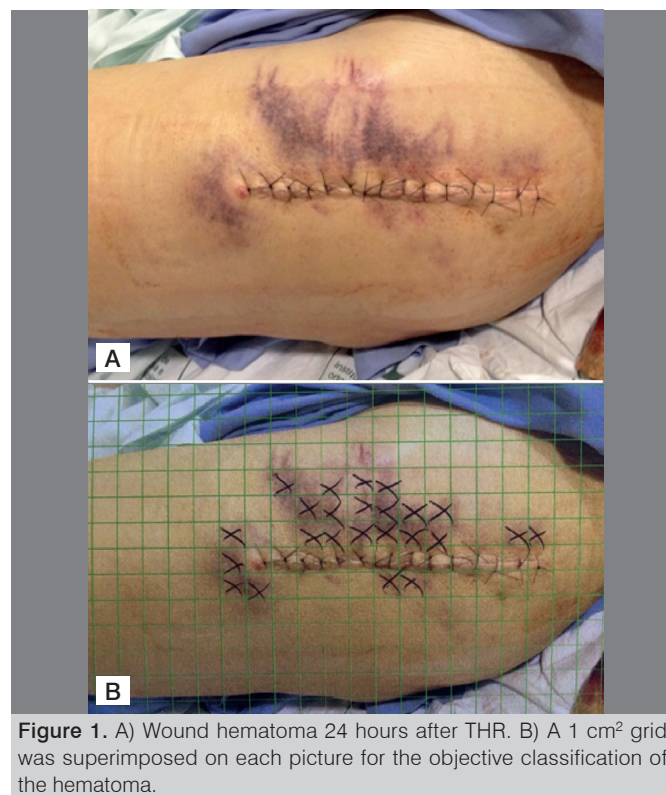 A
B
Figure 1. A) Wound hematoma 24 hours after THR. B) A 1 cm² grid
was superimposed on each picture for the objective classification of
the hematoma.